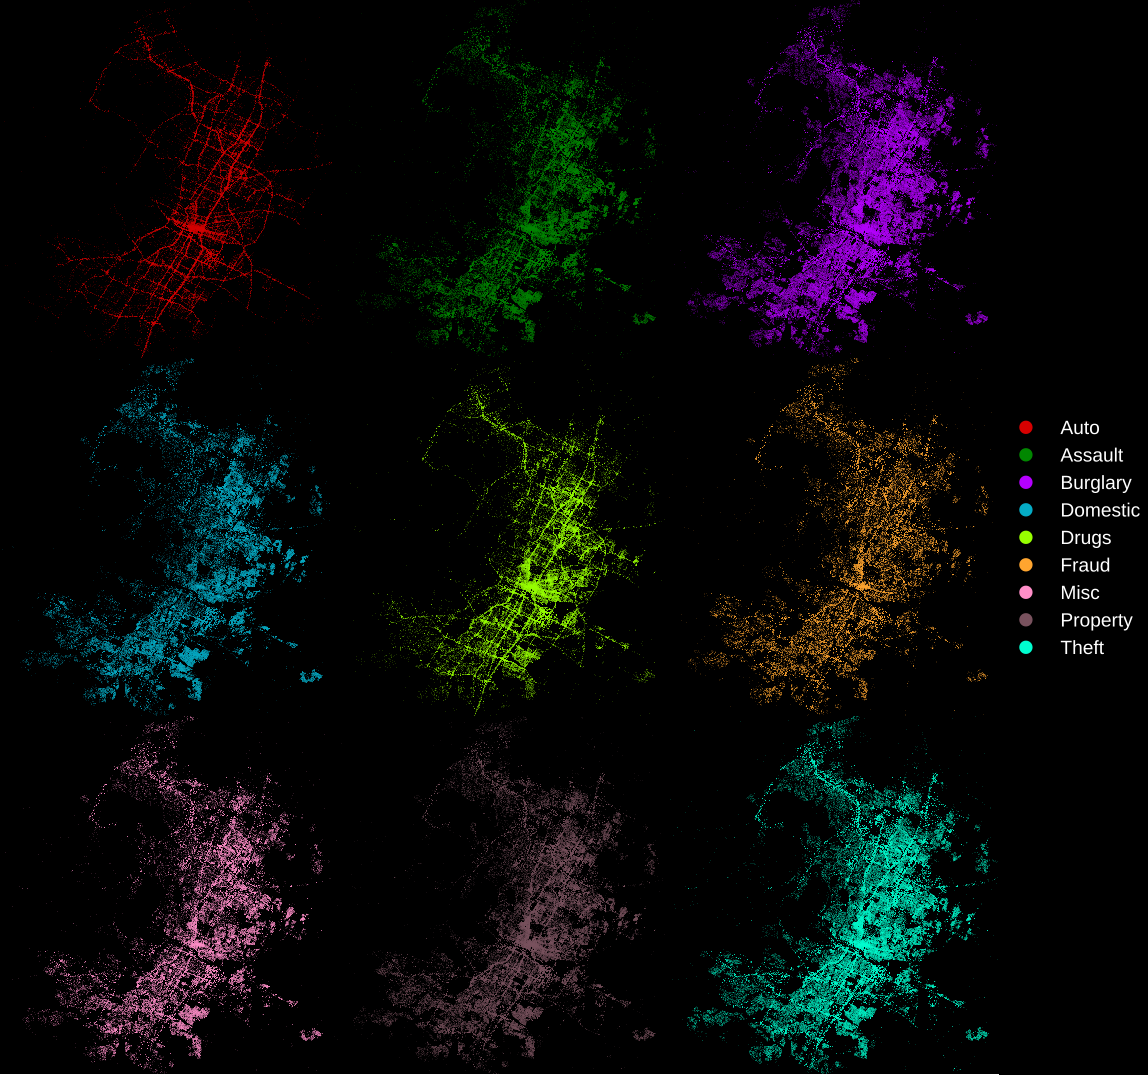 Auto
Assault
Burglary
Domestic
Drugs
Fraud
Misc
Property
Theft